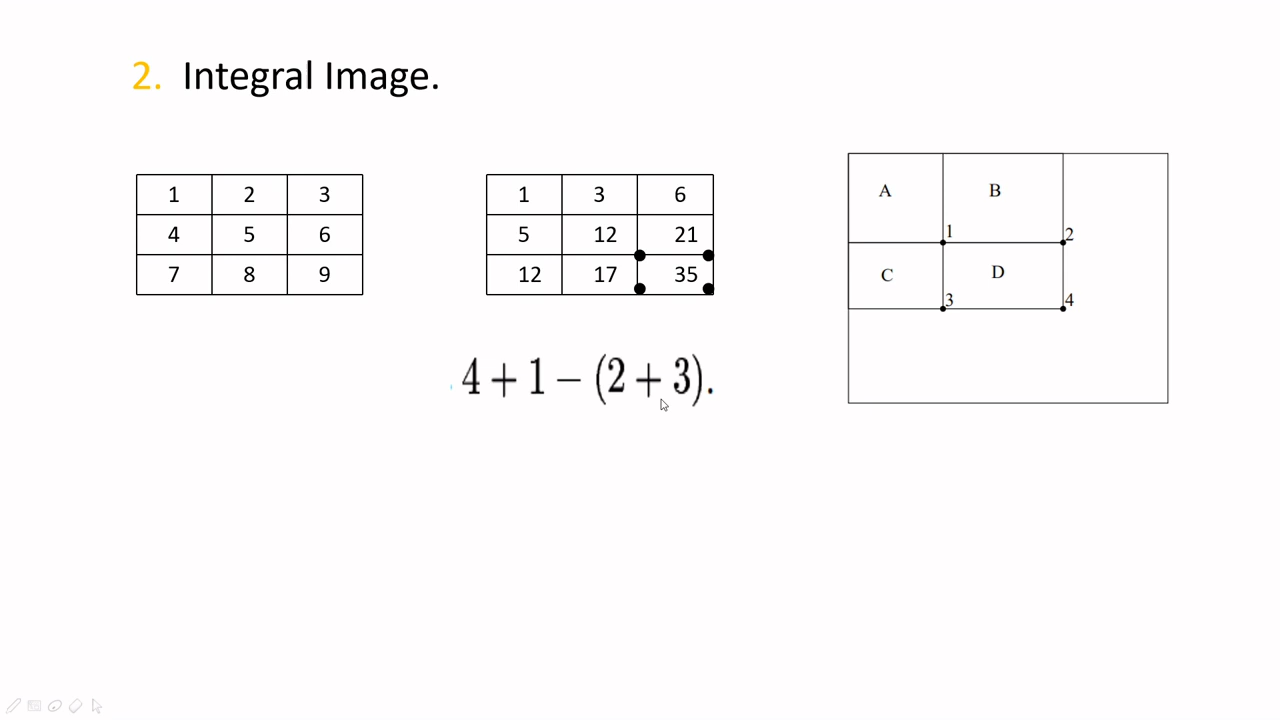 2. Integral Image.
1 2 3
4 5 6
7 8 9
1 3 6
5 12 21
12 17 35
4 + 1 − (2 + 3).
A B
1 2
C D
3 4